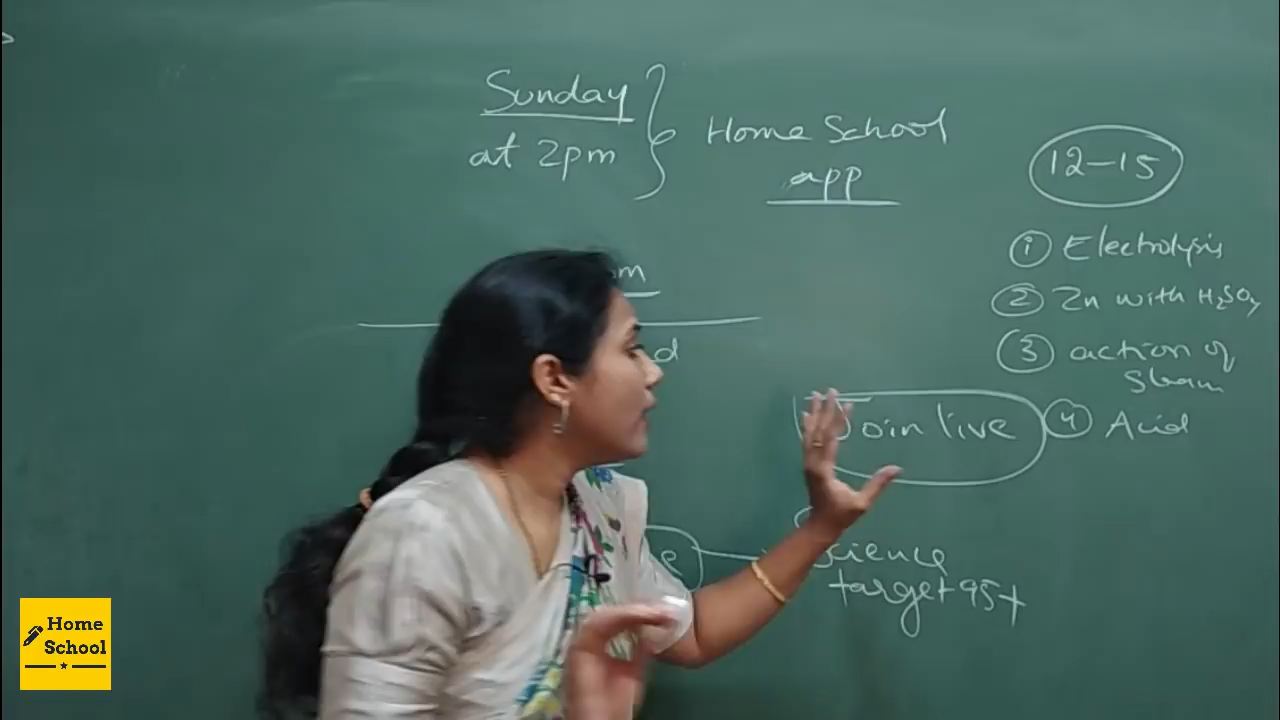 Sunday
at 2pm
Home School
app
12-15
① Electrolysis
② Zn with H₂SO₄
③ action of
Steam
④ Acid
Join live
Science
target 95+
Home
School